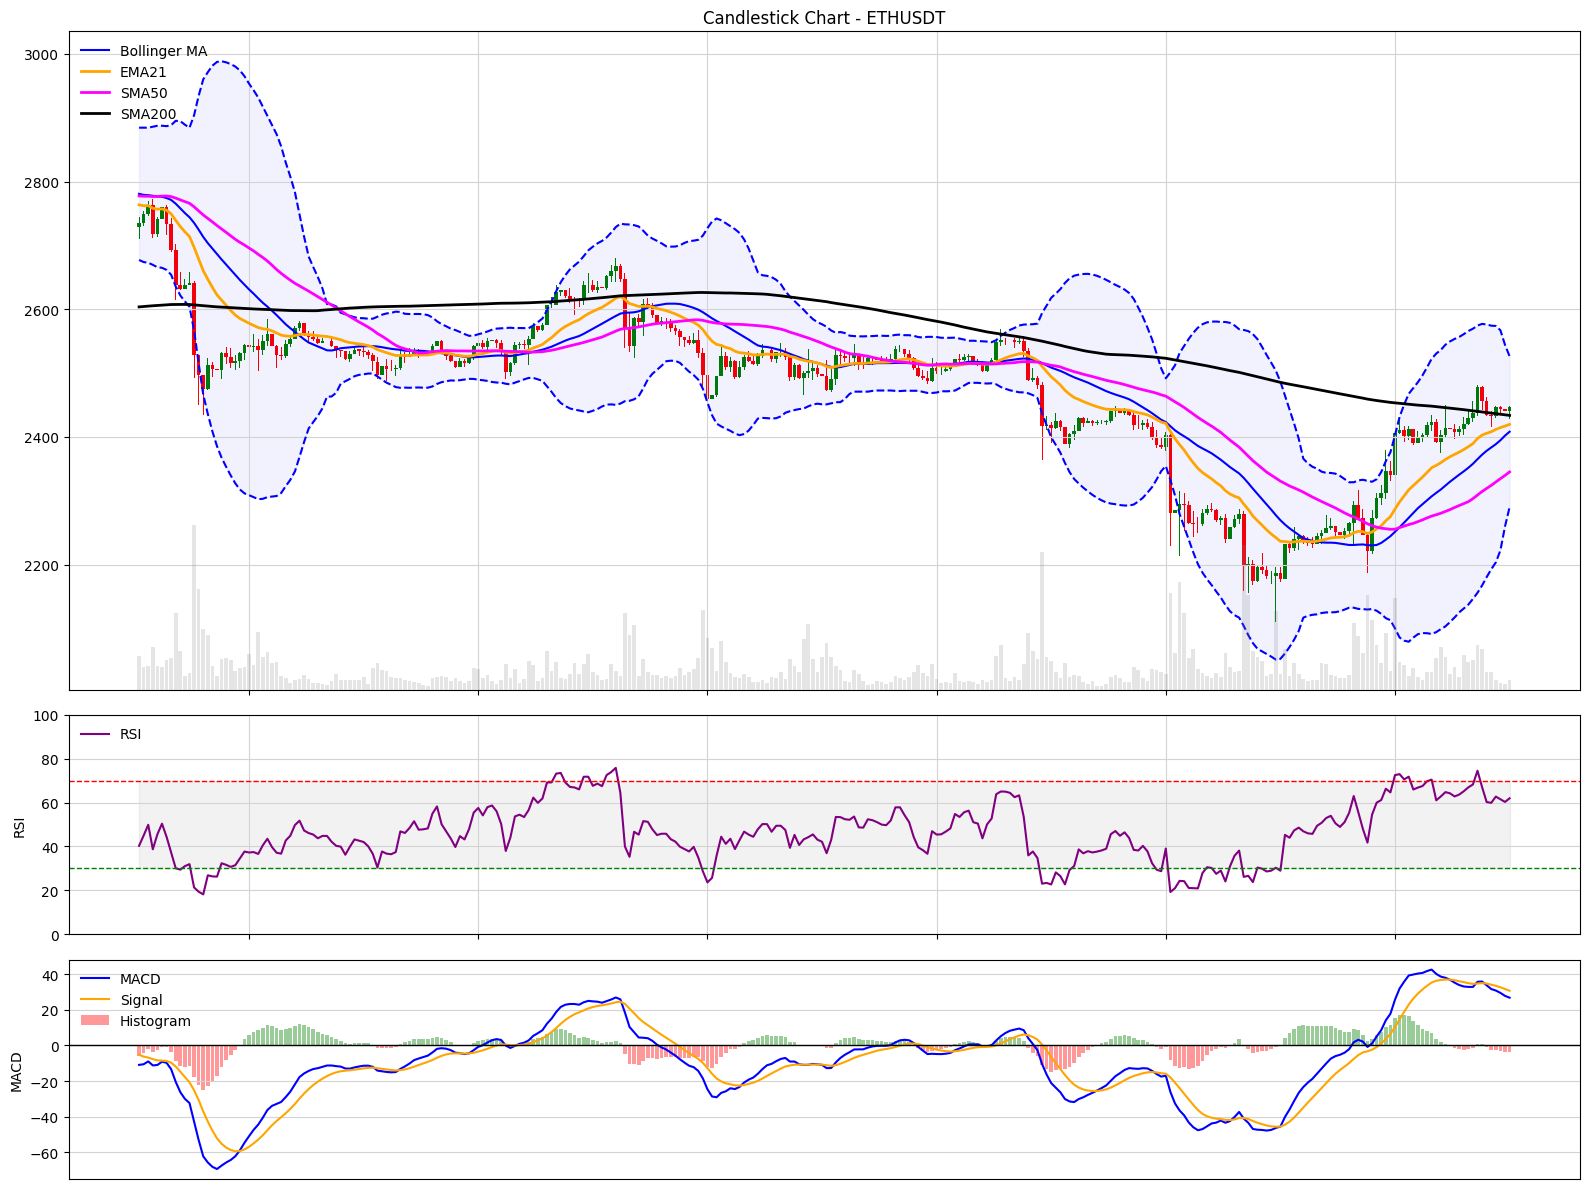 Candlestick Chart - ETHUSDT
3000
2800
2600
2400
2200
Bollinger MA
EMA21
SMA50
SMA200
RSI
100
80
60
40
20
0
RSI
MACD
40
20
0
−20
−40
−60
MACD
Signal
Histogram